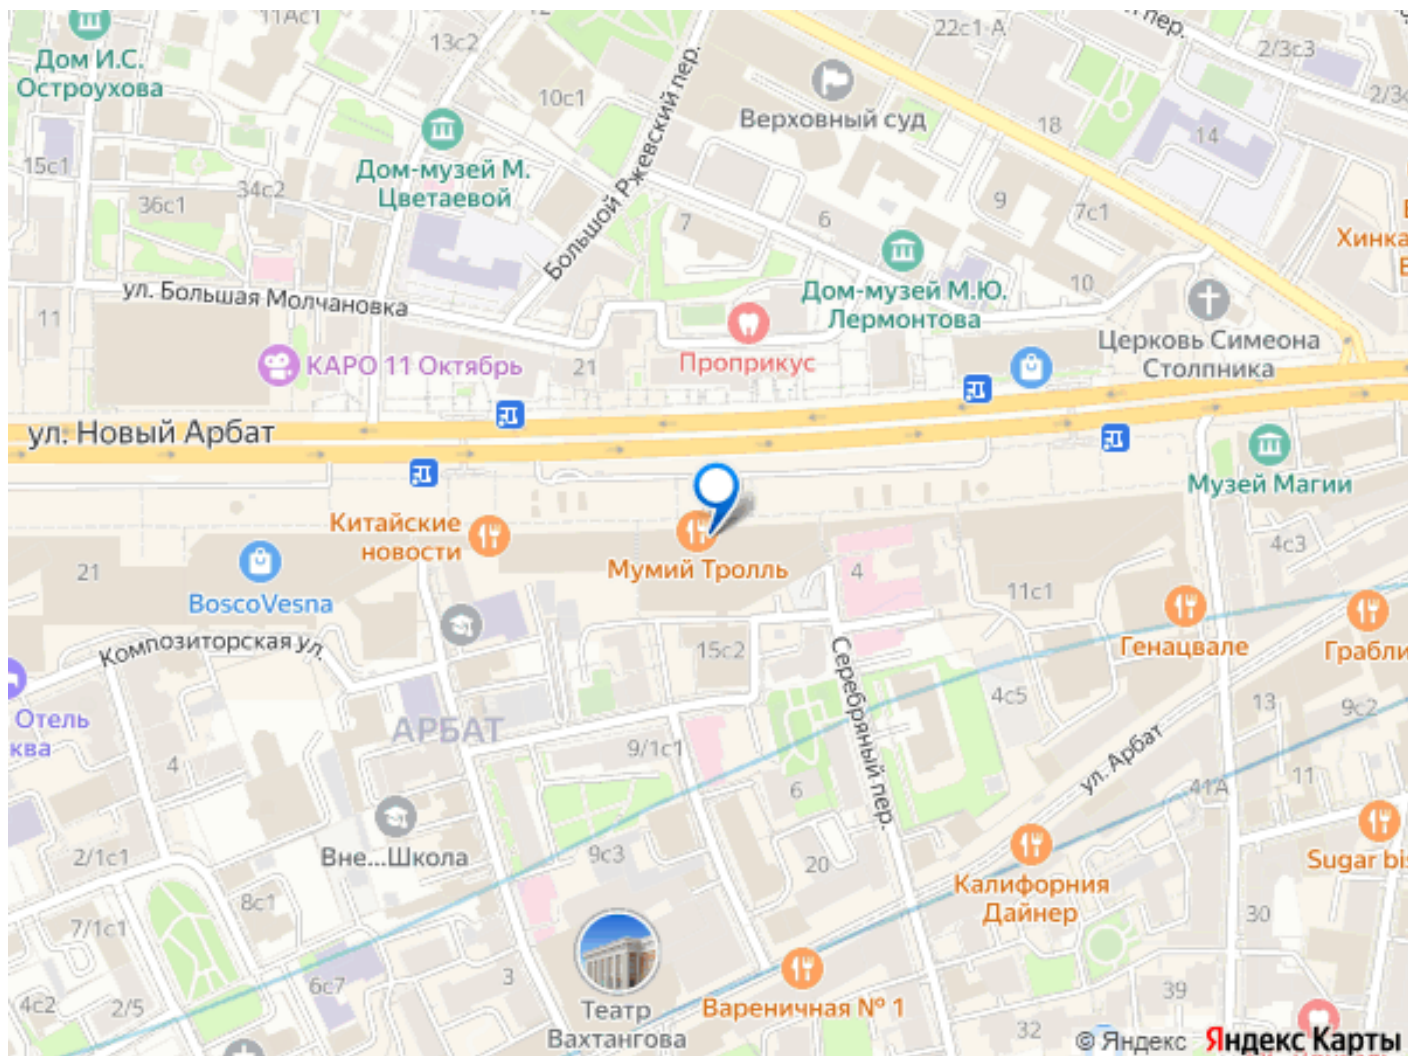 11Ас1
12
22с1-А
пер.
2/3с3
Дом И.С.
Остроухова
13с2
10с1
Верховный суд
18
14
15с1
Дом-музей М.
Цветаевой
34с2
36с1
Большой Ржевский пер.
7
6
9
7с1
Хинка
Дом-музей М.Ю.
Лермонтова
10
ул. Большая Молчановка
11
КАРО 11 Октябрь
21
Проприкус
Церковь Симеона
Столпника
ул. Новый Арбат
Музей Магии
Китайские
новости
Мумий Тролль
21
BoscoVesna
4
11с1
4с3
Генацвале
Грабли
Композиторская ул.
15с2
Серебряный пер.
Отель
ква
АРБАТ
4
9/1с1
4с5
13
9с2
ул. Арбат
41А
11
6
2/1с1
Вне...Школа
9с3
20
Калифорния
Дайнер
Sugar bis
8с1
7/1с1
30
6с7
3
4с2
2/5
Театр
Вахтангова
Вареничная № 1
39
32
© Яндекс Яндекс Карты